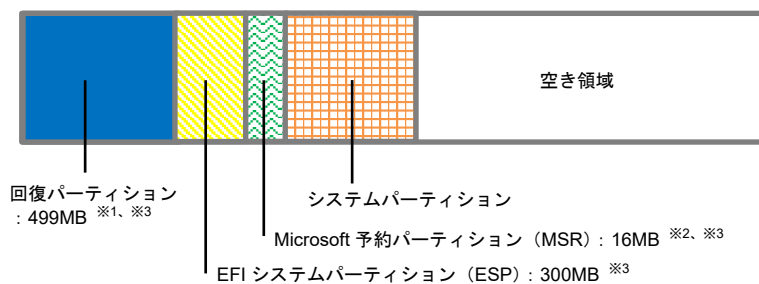 空き領域
回復パーティション
：499MB ※1、※3
システムパーティション
Microsoft 予約パーティション（MSR）：16MB ※2、※3
EFI システムパーティション（ESP）：300MB ※3